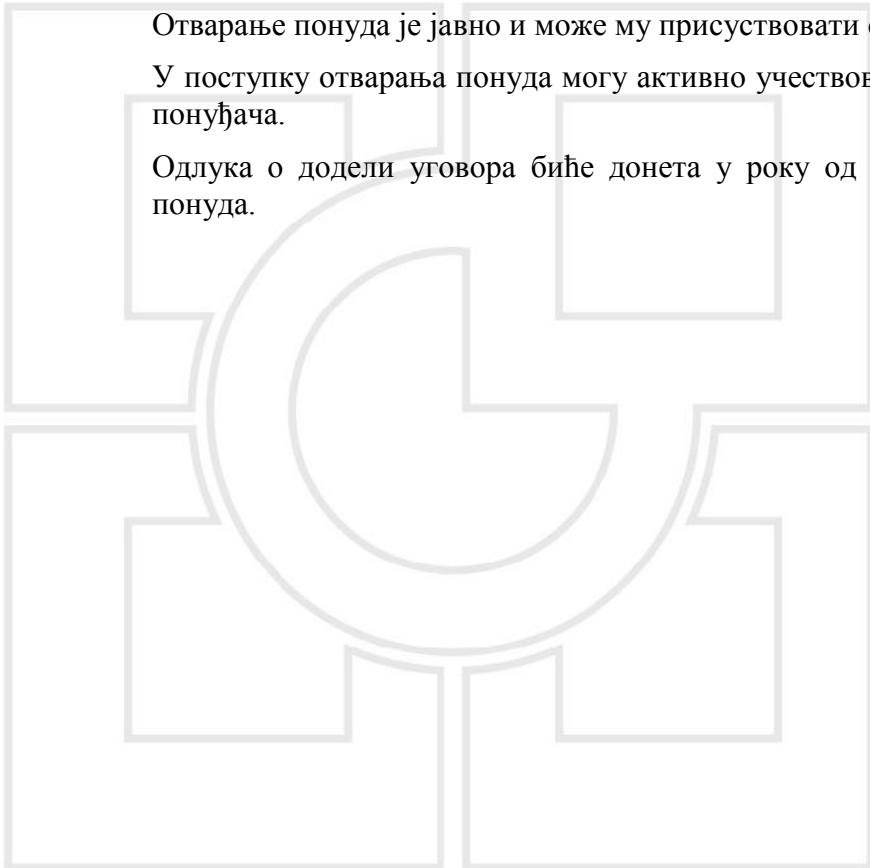 Отварање понуда је јавно и може му присуствовати
У поступку отварања понуда могу активно
понуђача.
Одлука о додели уговора биће донета у року од
понуда.